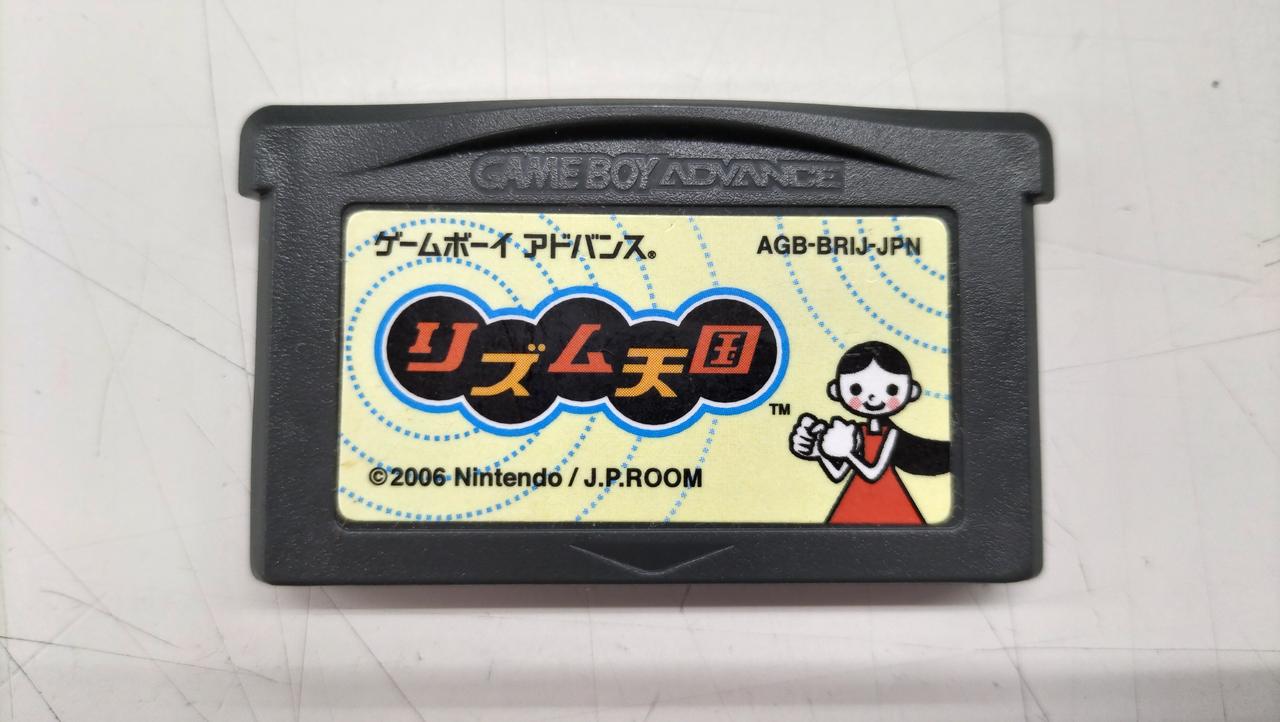 GAME BOY ADVANCE
ゲームボーイ アドバンス®
AGB-BRIJ-JPN
リズム天国
TM
©2006 Nintendo / J.P.ROOM